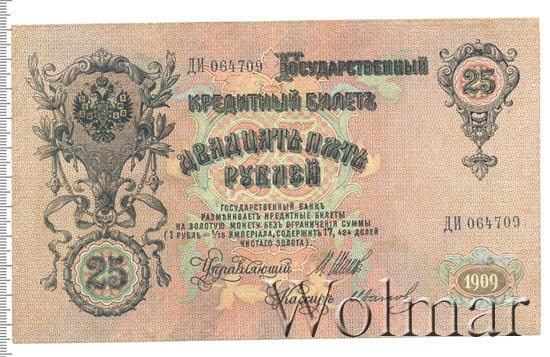 ДИ 064709 Государственный
25
Кредитный Билетъ
Двадцать пять
рублей
ГОСУДАРСТВЕННЫЙ БАНКЪ
РАЗМѢНИВАЕТЪ КРЕДИТНЫЕ БИЛЕТЫ
НА ЗОЛОТУЮ МОНЕТУ БЕЗЪ ОГРАНИЧЕНІЯ СУММЫ
(1 РУБЛЬ = 1/15 ИМПЕРІАЛА, СОДЕРЖИТЪ 17,424 ДОЛЕЙ
ЧИСТАГО ЗОЛОТА).
ДИ 064709
25
Управляющій
1909
Кассиръ
Wolmar